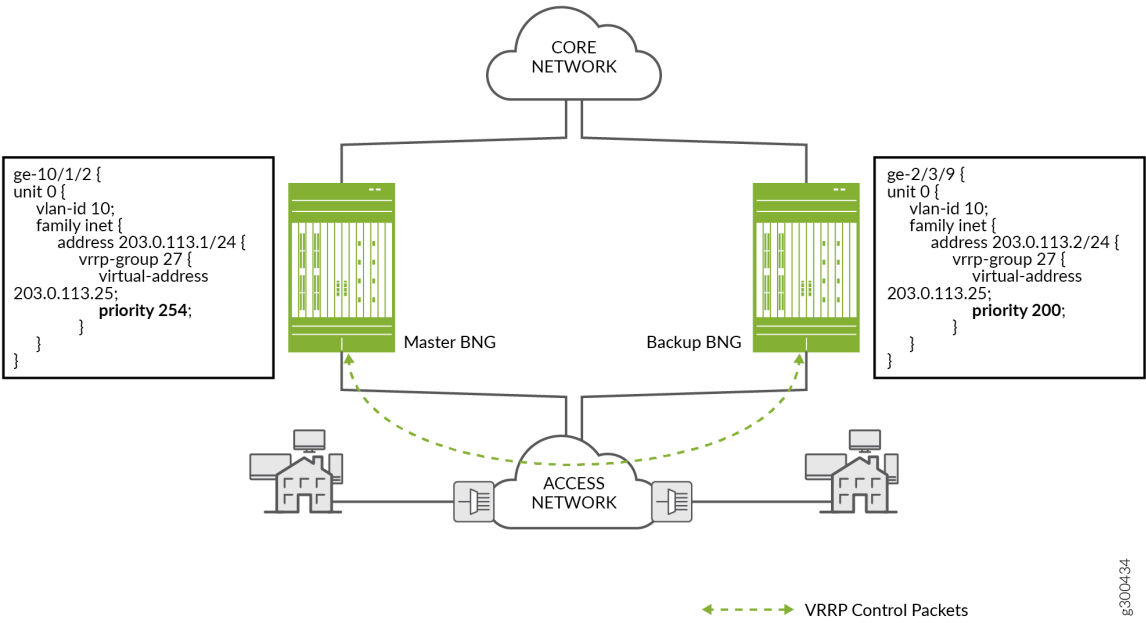 CORE
NETWORK
ge-10/1/2 {
unit 0 {
vlan-id 10;
family inet {
address 203.0.113.1/24 {
vrrp-group 27 {
virtual-address
203.0.113.25;
priority 254;
}
}
}
Master BNG
Backup BNG
ge-2/3/9 {
unit 0 {
vlan-id 10;
family inet {
address 203.0.113.2/24 {
vrrp-group 27 {
virtual-address
203.0.113.25;
priority 200;
}
}
}
ACCESS
NETWORK
VRRP Control Packets
g300434